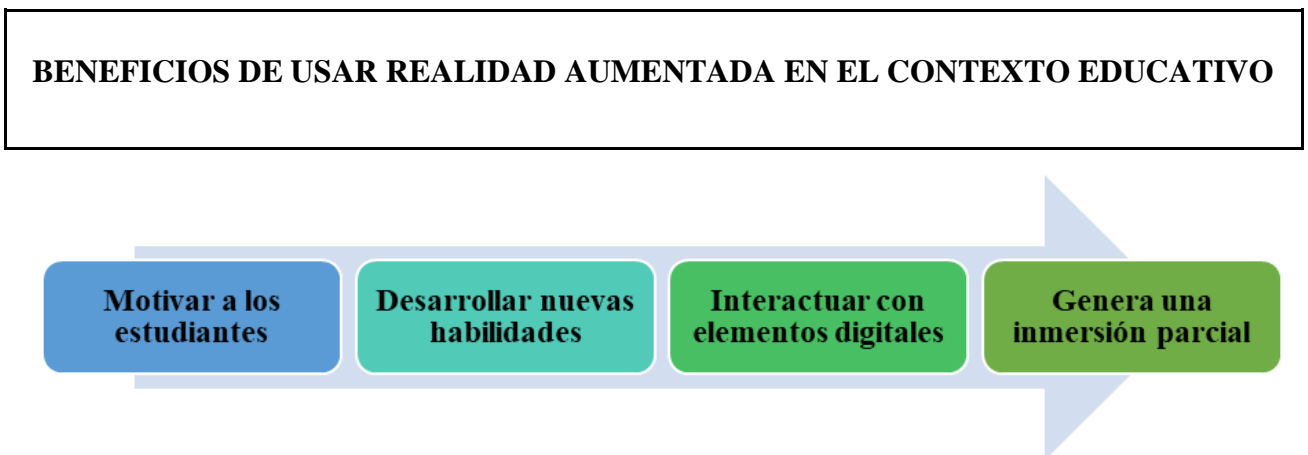 BENEFICIOS DE USAR REALIDAD AUMENTADA EN EL CONTEXTO EDUCATIVO
Motivar a los
estudiantes
Desarrollar nuevas
habilidades
Interactuar con
elementos digitales
Genera una
inmersión parcial